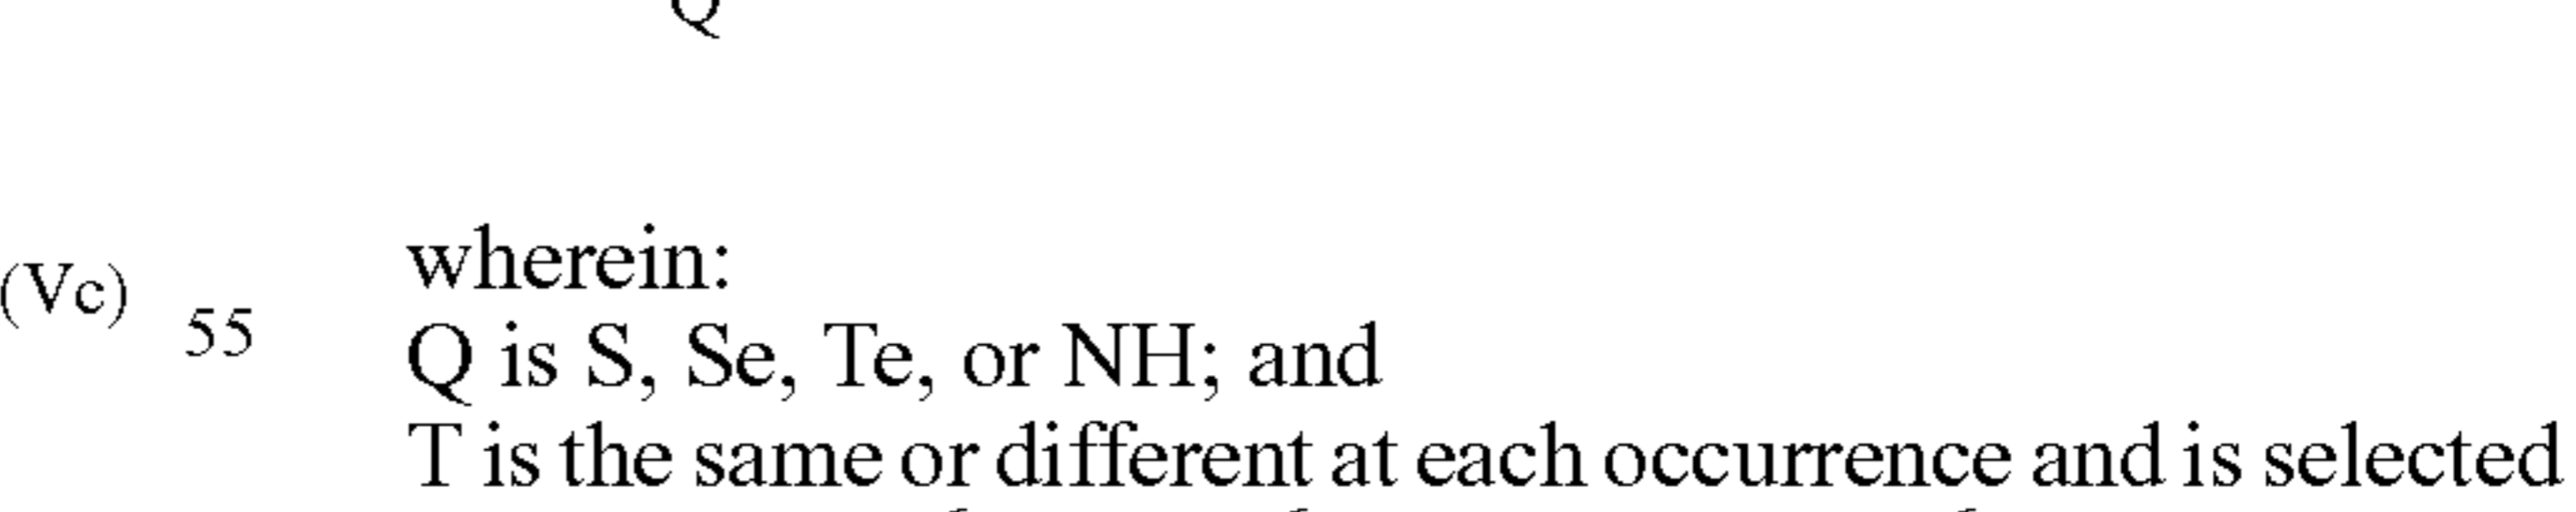 Q
wherein:
(Vc) 55
Q is S, Se, Te, or NH; and
T is the same or different at each occurrence and is selected